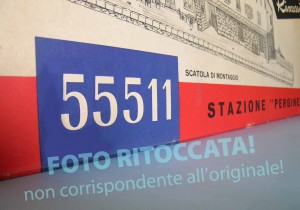 SCATOLA DI MONTAGGIO
55511
STAZIONE "PERGINE
FOTO RITOCCATA!
non corrispondente all'originale!